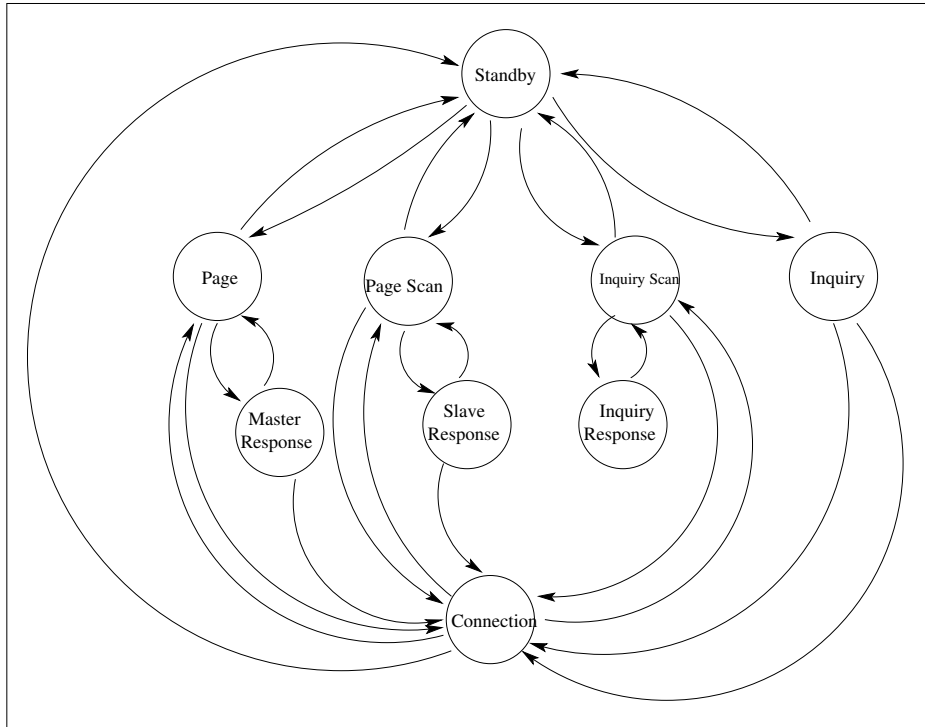 Standby
Page
Page Scan
Inquiry Scan
Inquiry
Master
Response
Slave
Response
Inquiry
Response
Connection